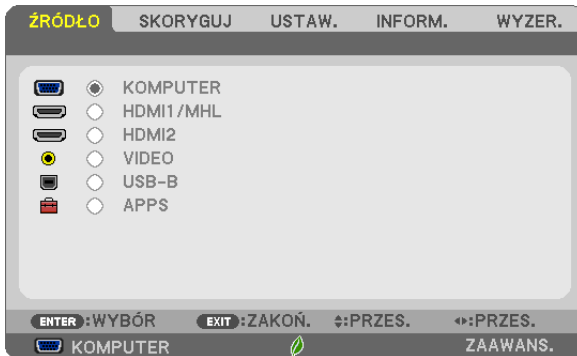 ŹRÓDŁO SKORYGUJ USTAW. INFORM. WYZER.
KOMPUTER
HDMI1/MHL
HDMI2
VIDEO
USB-B
APPS
ENTER :WYBÓR EXIT :ZAKOŃ. :PRZES. :PRZES.
KOMPUTER ZAAWANS.